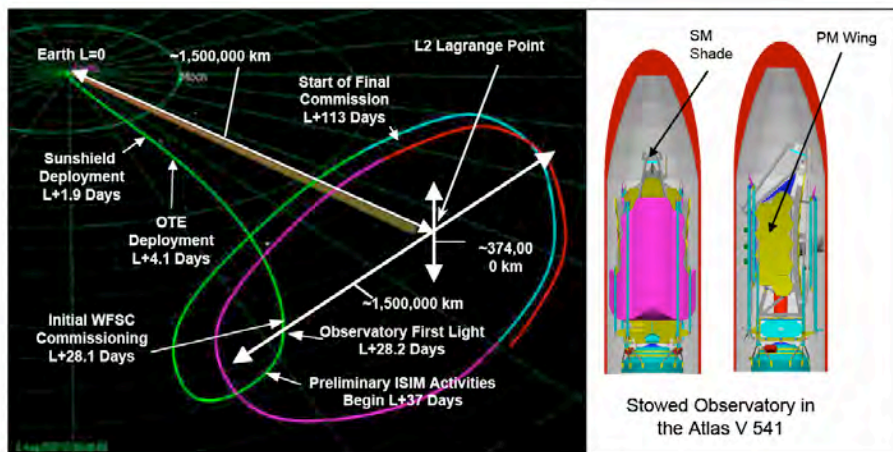 Earth L=0
Moon
~1,500,000 km
L2 Lagrange Point
Start of Final
Commission
L+113 Days
Sunshield
Deployment
L+1.9 Days
OTE
Deployment
L+4.1 Days
~374,00
0 km
~1,500,000 km
Initial WFSC
Commissioning
L+28.1 Days
Observatory First Light
L+28.2 Days
Preliminary ISIM Activities
Begin L+37 Days
SM
Shade
PM Wing
Stowed Observatory in
the Atlas V 541